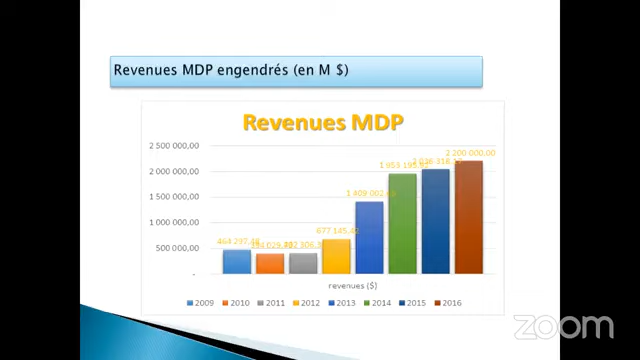 Revenues MDP engendrés (en M $)
Revenues MDP
2 500 000,00
2 000 000,00
1 500 000,00
1 000 000,00
500 000,00
-
2 200 000,00
1 409 002,
677 145,
464 297,
revenues ($)
2009 2010 2011 2012 2013 2014 2015 2016
zoom